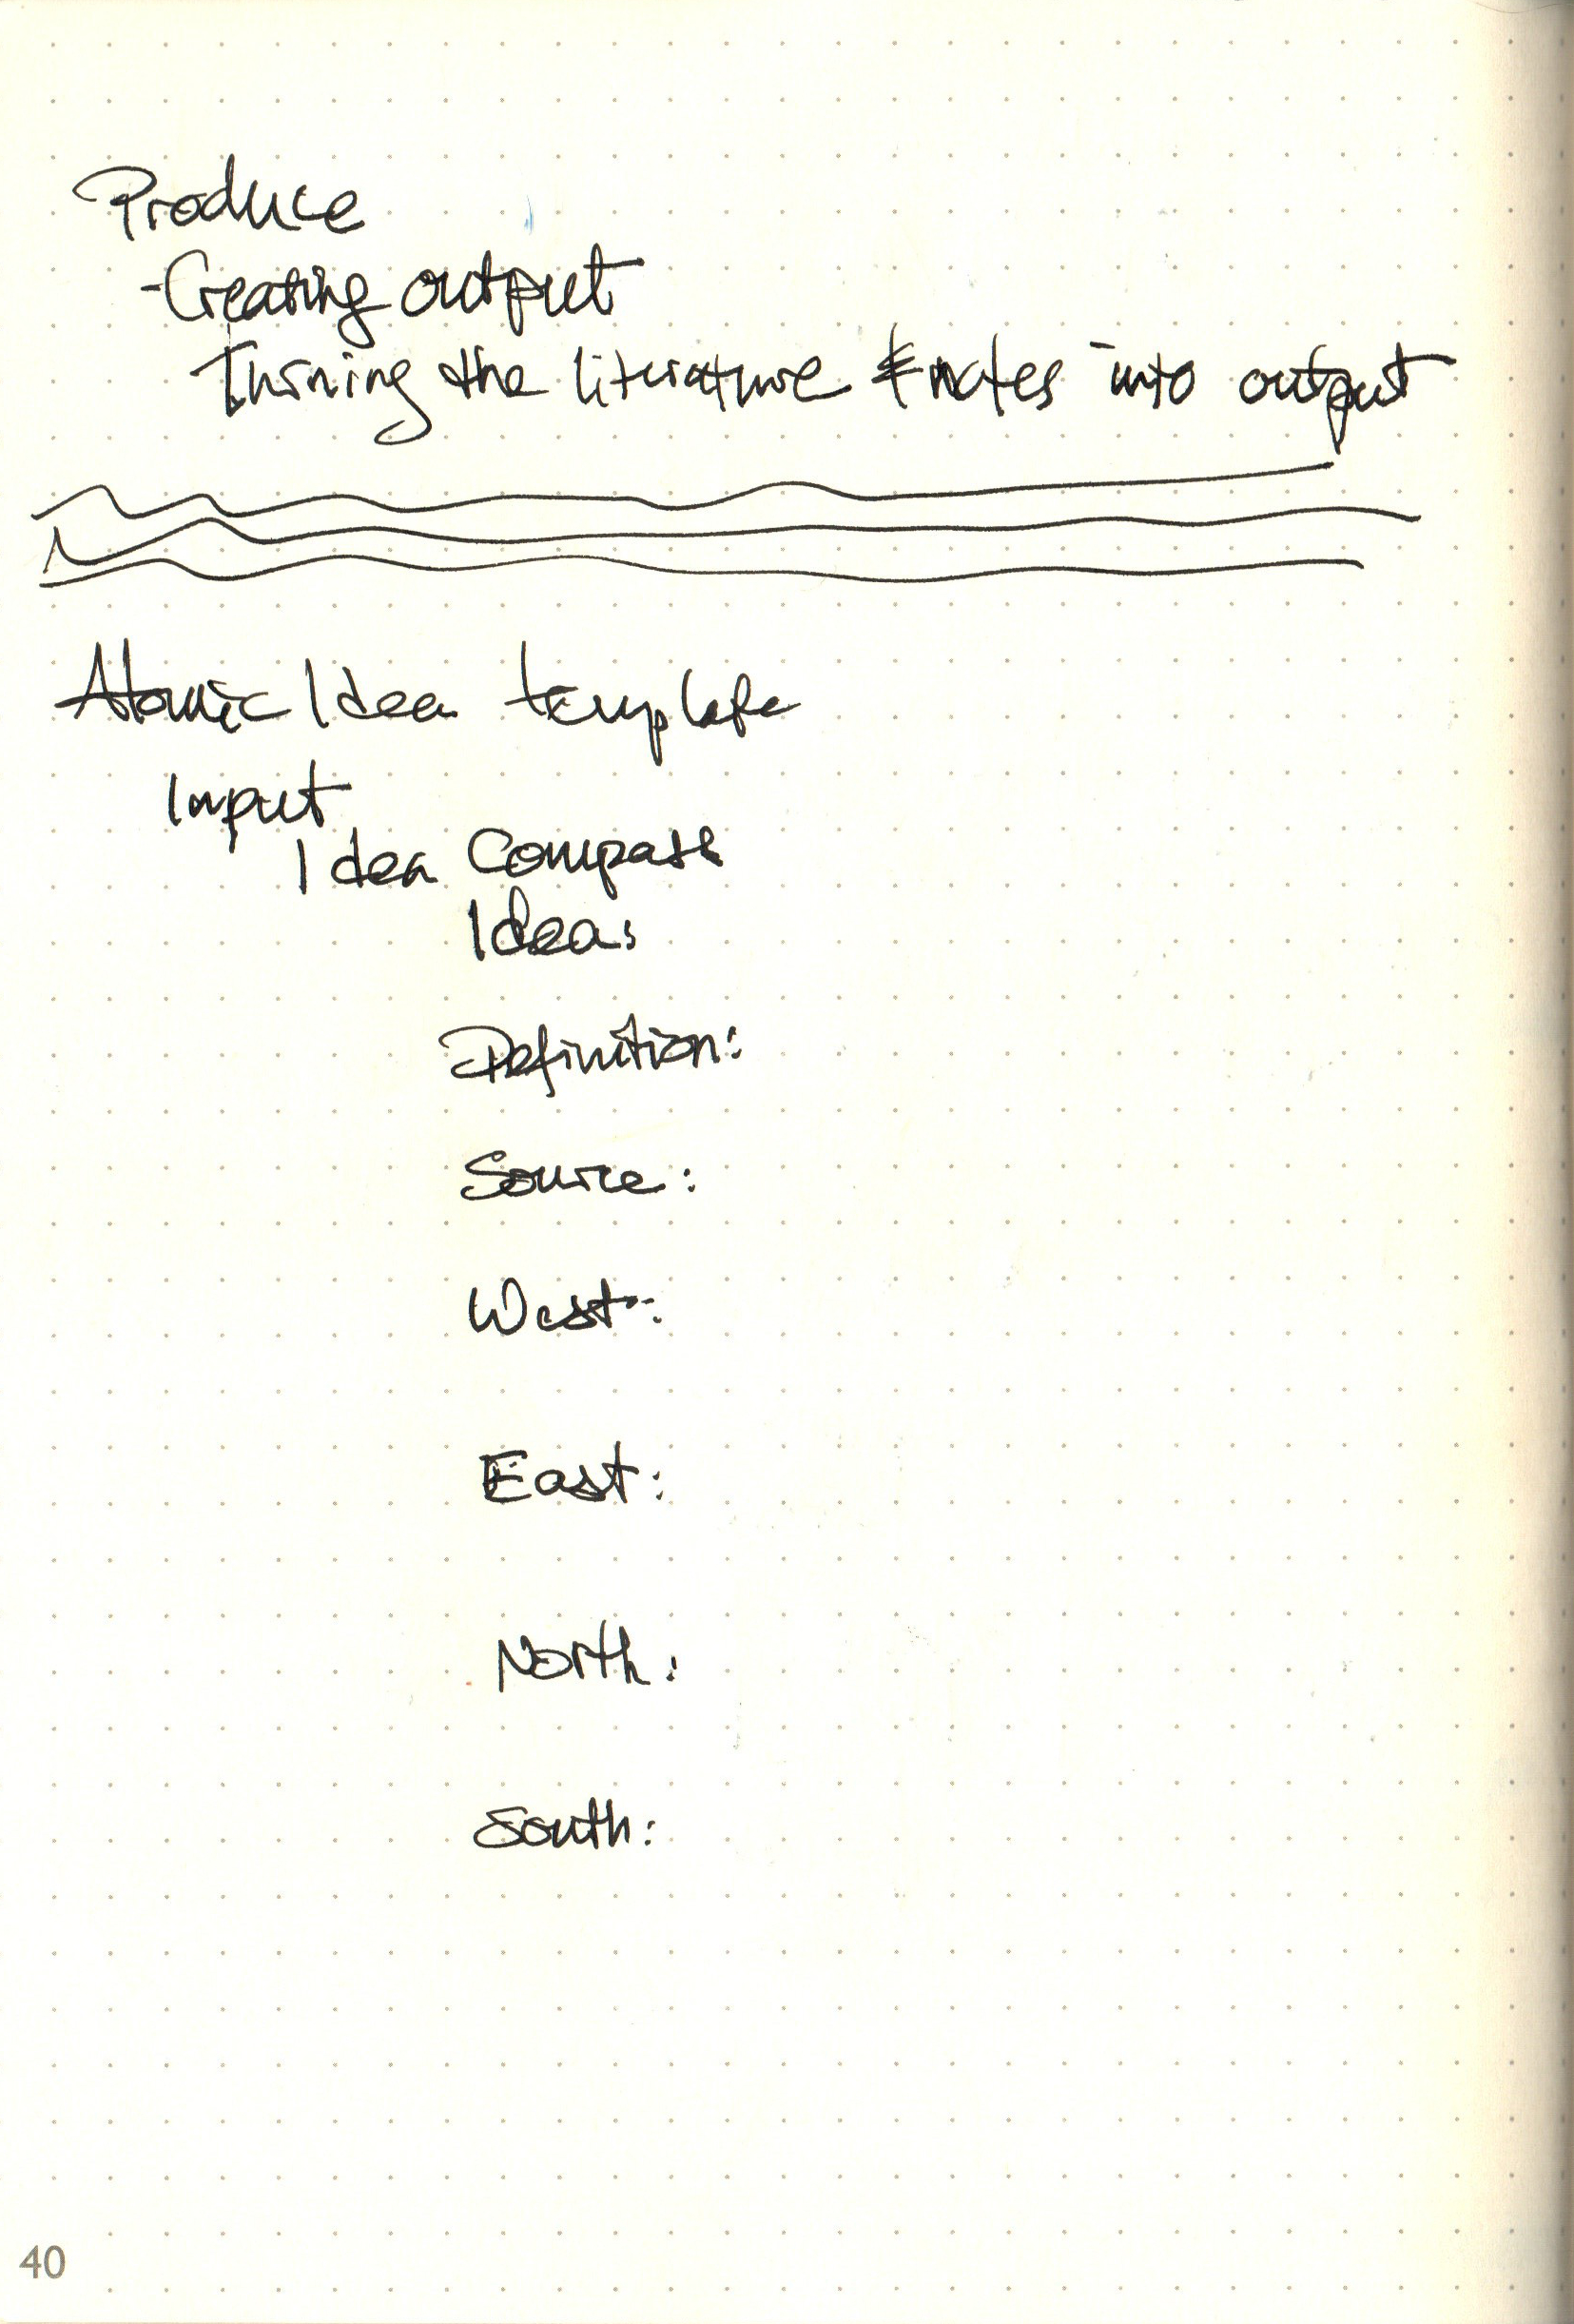 Produce
-Creating output
Turning the literature & notes into output
Atomic Idea template
Input
Idea Compass
Idea:
Definition:
Source:
West:
East:
North:
South:
40